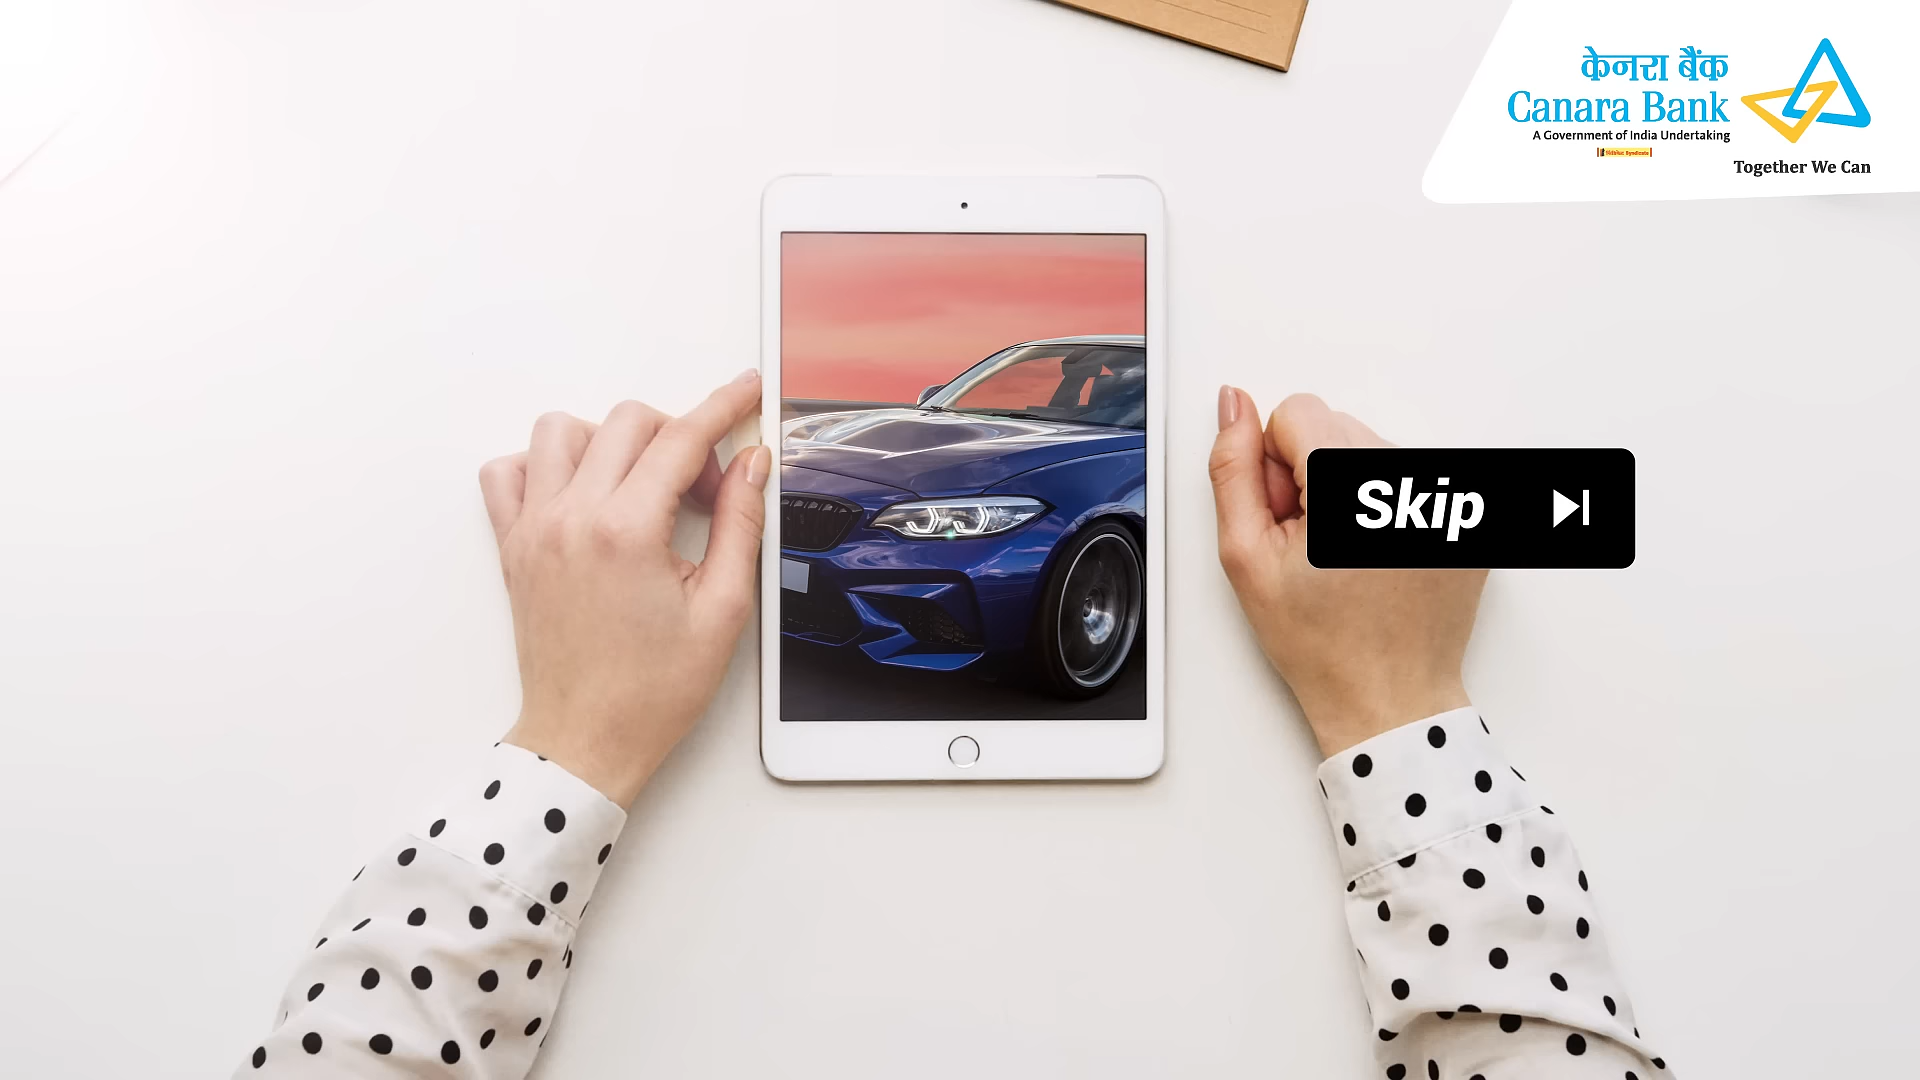 केनरा बैंक
Canara Bank
A Government of India Undertaking
Together We Can
Skip